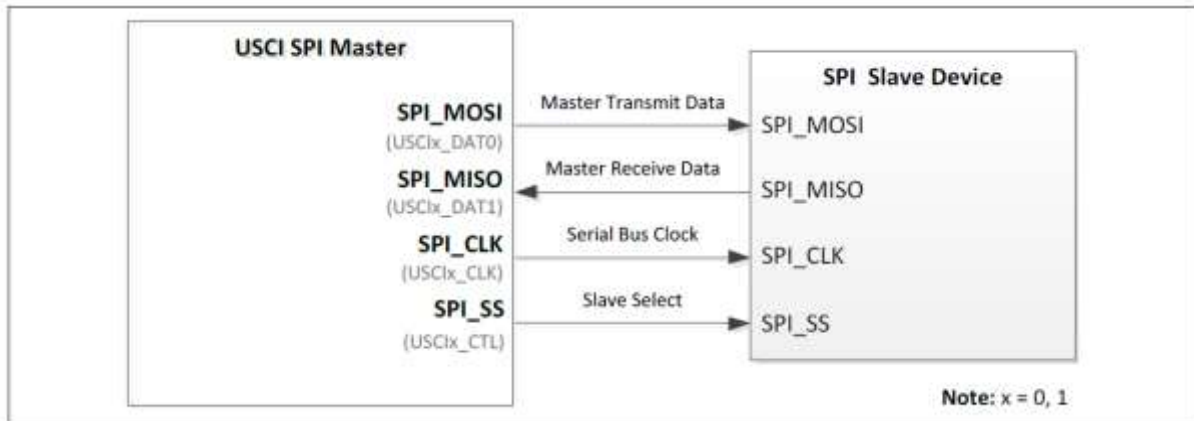 USCI SPI Master
SPI_MOSI
(USCIx_DAT0)
SPI_MISO
(USCIx_DAT1)
SPI_CLK
(USCIx_CLK)
SPI_SS
(USCIx_CTL)
Master Transmit Data
Master Receive Data
Serial Bus Clock
Slave Select
SPI Slave Device
SPI_MOSI
SPI_MISO
SPI_CLK
SPI_SS
Note: x = 0, 1